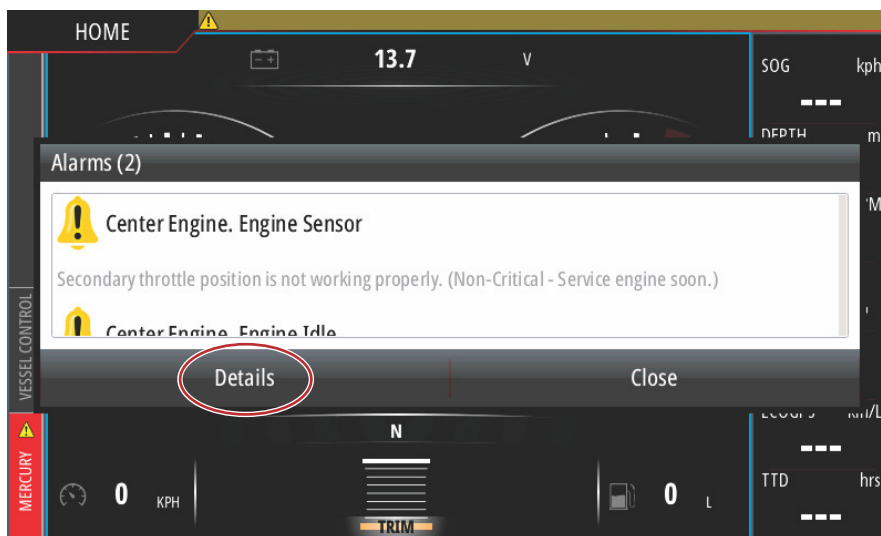 HOME
13.7 V
SOG kph
---
DEPTH m
Alarms (2)
Center Engine. Engine Sensor
Secondary throttle position is not working properly. (Non-Critical - Service engine soon.)
Center Engine. Engine Idle
Details
Close
VESSEL CONTROL
MERCURY
N
0 KPH
TRIM
0 L
km/L
---
TTD hrs
---